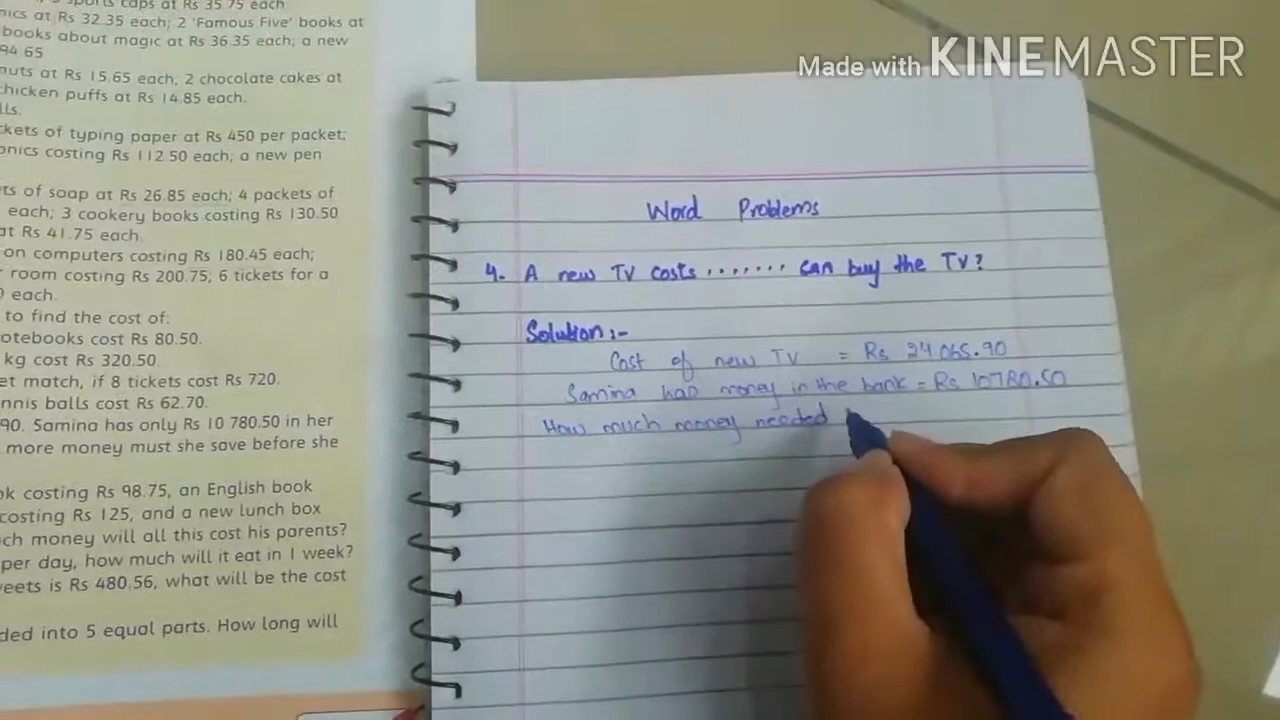 sports caps at Rs 35.75 each
nics at Rs 32.35 each; 2 'Famous Five' books at
books about magic at Rs 36.35 each; a new
94.65
nuts at Rs 15.65 each; 2 chocolate cakes at
chicken puffs at Rs 14.85 each.
lls.
ckets of typing paper at Rs 450 per packet;
onics costing Rs 112.50 each; a new pen
ets of soap at Rs 26.85 each; 4 packets of
each; 3 cookery books costing Rs 130.50
at Rs 41.75 each.
on computers costing Rs 180.45 each;
r room costing Rs 200.75; 6 tickets for a
0 each.
to find the cost of:
otebooks cost Rs 80.50.
kg cost Rs 320.50
et match, if 8 tickets cost Rs 720.
ennis balls cost Rs 62.70.
90. Samina has only Rs 10 780.50 in her
more money must she save before she
ok costing Rs 98.75, an English book
costing Rs 125, and a new lunch box
ch money will all this cost his parents?
per day, how much will it eat in 1 week?
weets is Rs 480.56, what will be the cost
ded into 5 equal parts. How long will
Made with KINEMASTER
Word Problems
4. A new TV costs ....... can buy the TV?
Solution:-
Cost of new TV = Rs 24065.90
Samina has money in the bank = Rs 10780.50
How much money needed